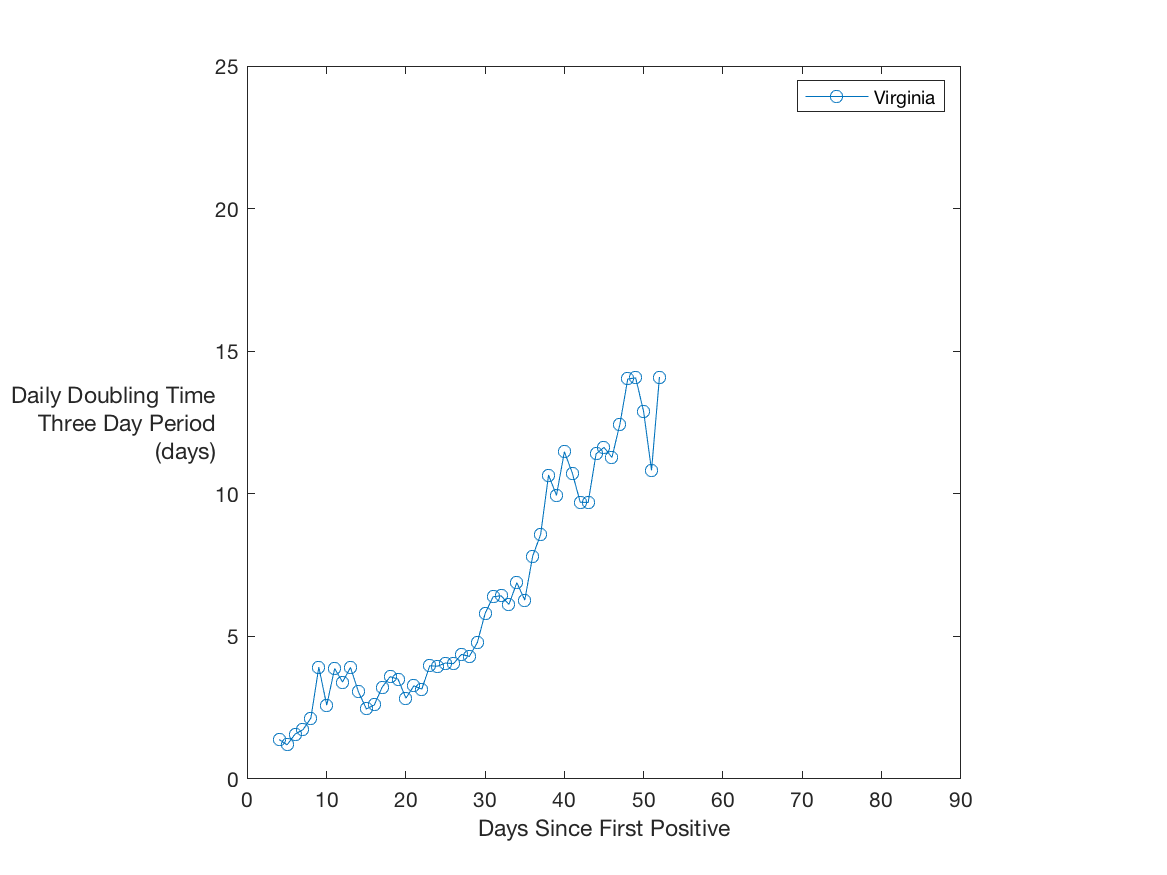 25
Virginia
20
15
Daily Doubling Time
Three Day Period
(days)
10
5
0
0 10 20 30 40 50 60 70 80 90
Days Since First Positive